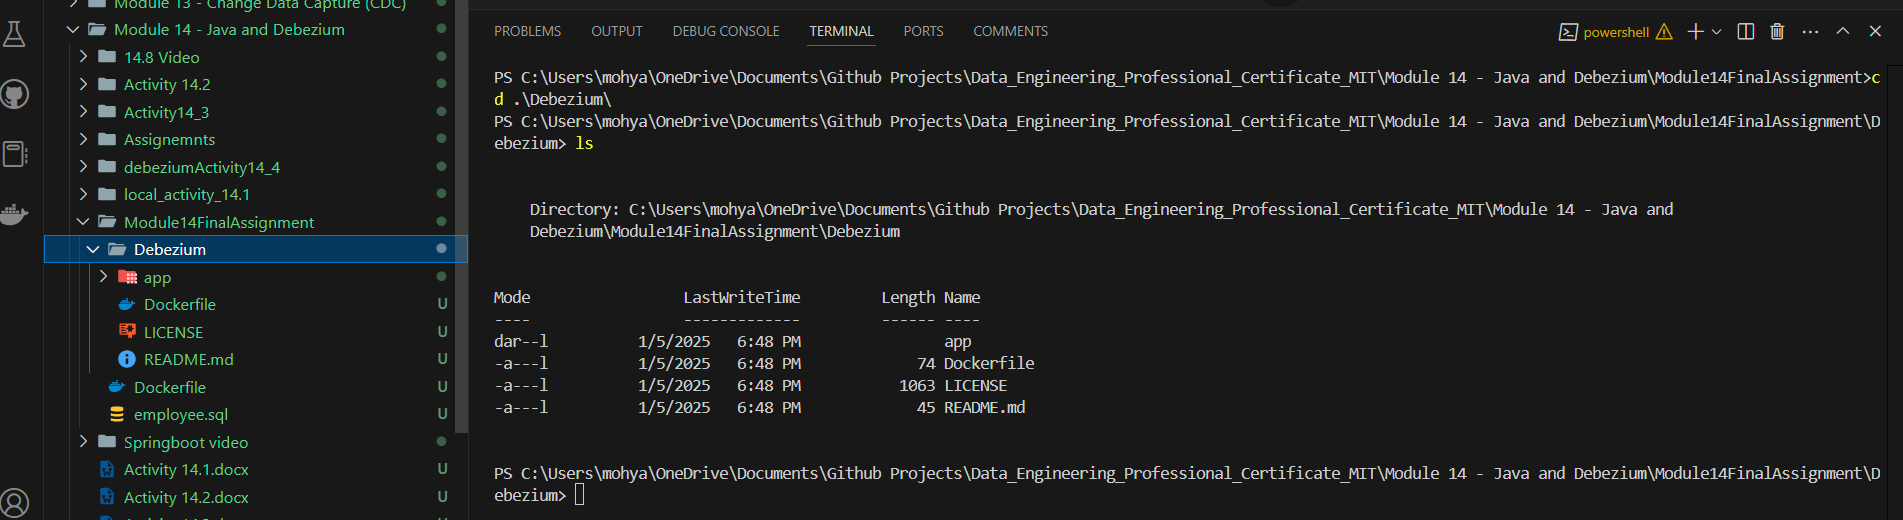 Module 13 - Change Data Capture (CDC)
Module 14 - Java and Debezium
14.8 Video
Activity 14.2
Activity14_3
Assignemnts
debeziumActivity14_4
local_activity_14.1
Module14FinalAssignment
Debezium
app
Dockerfile U
LICENSE U
README.md U
Dockerfile U
employee.sql U
Springboot video
Activity 14.1.docx U
Activity 14.2.docx U
PROBLEMS OUTPUT DEBUG CONSOLE TERMINAL PORTS COMMENTS powershell
PS C:\Users\mohya\OneDrive\Documents\Github Projects\Data_Engineering_Professional_Certificate_MIT\Module 14 - Java and Debezium\Module14FinalAssignment>c
d .\Debezium\
PS C:\Users\mohya\OneDrive\Documents\Github Projects\Data_Engineering_Professional_Certificate_MIT\Module 14 - Java and Debezium\Module14FinalAssignment\D
ebezium> ls
Directory: C:\Users\mohya\OneDrive\Documents\Github Projects\Data_Engineering_Professional_Certificate_MIT\Module 14 - Java and
Debezium\Module14FinalAssignment\Debezium
Mode LastWriteTime Length Name
---- ------------- ------ ----
dar--l 1/5/2025 6:48 PM app
-a---l 1/5/2025 6:48 PM 74 Dockerfile
-a---l 1/5/2025 6:48 PM 1063 LICENSE
-a---l 1/5/2025 6:48 PM 45 README.md
PS C:\Users\mohya\OneDrive\Documents\Github Projects\Data_Engineering_Professional_Certificate_MIT\Module 14 - Java and Debezium\Module14FinalAssignment\D
ebezium>